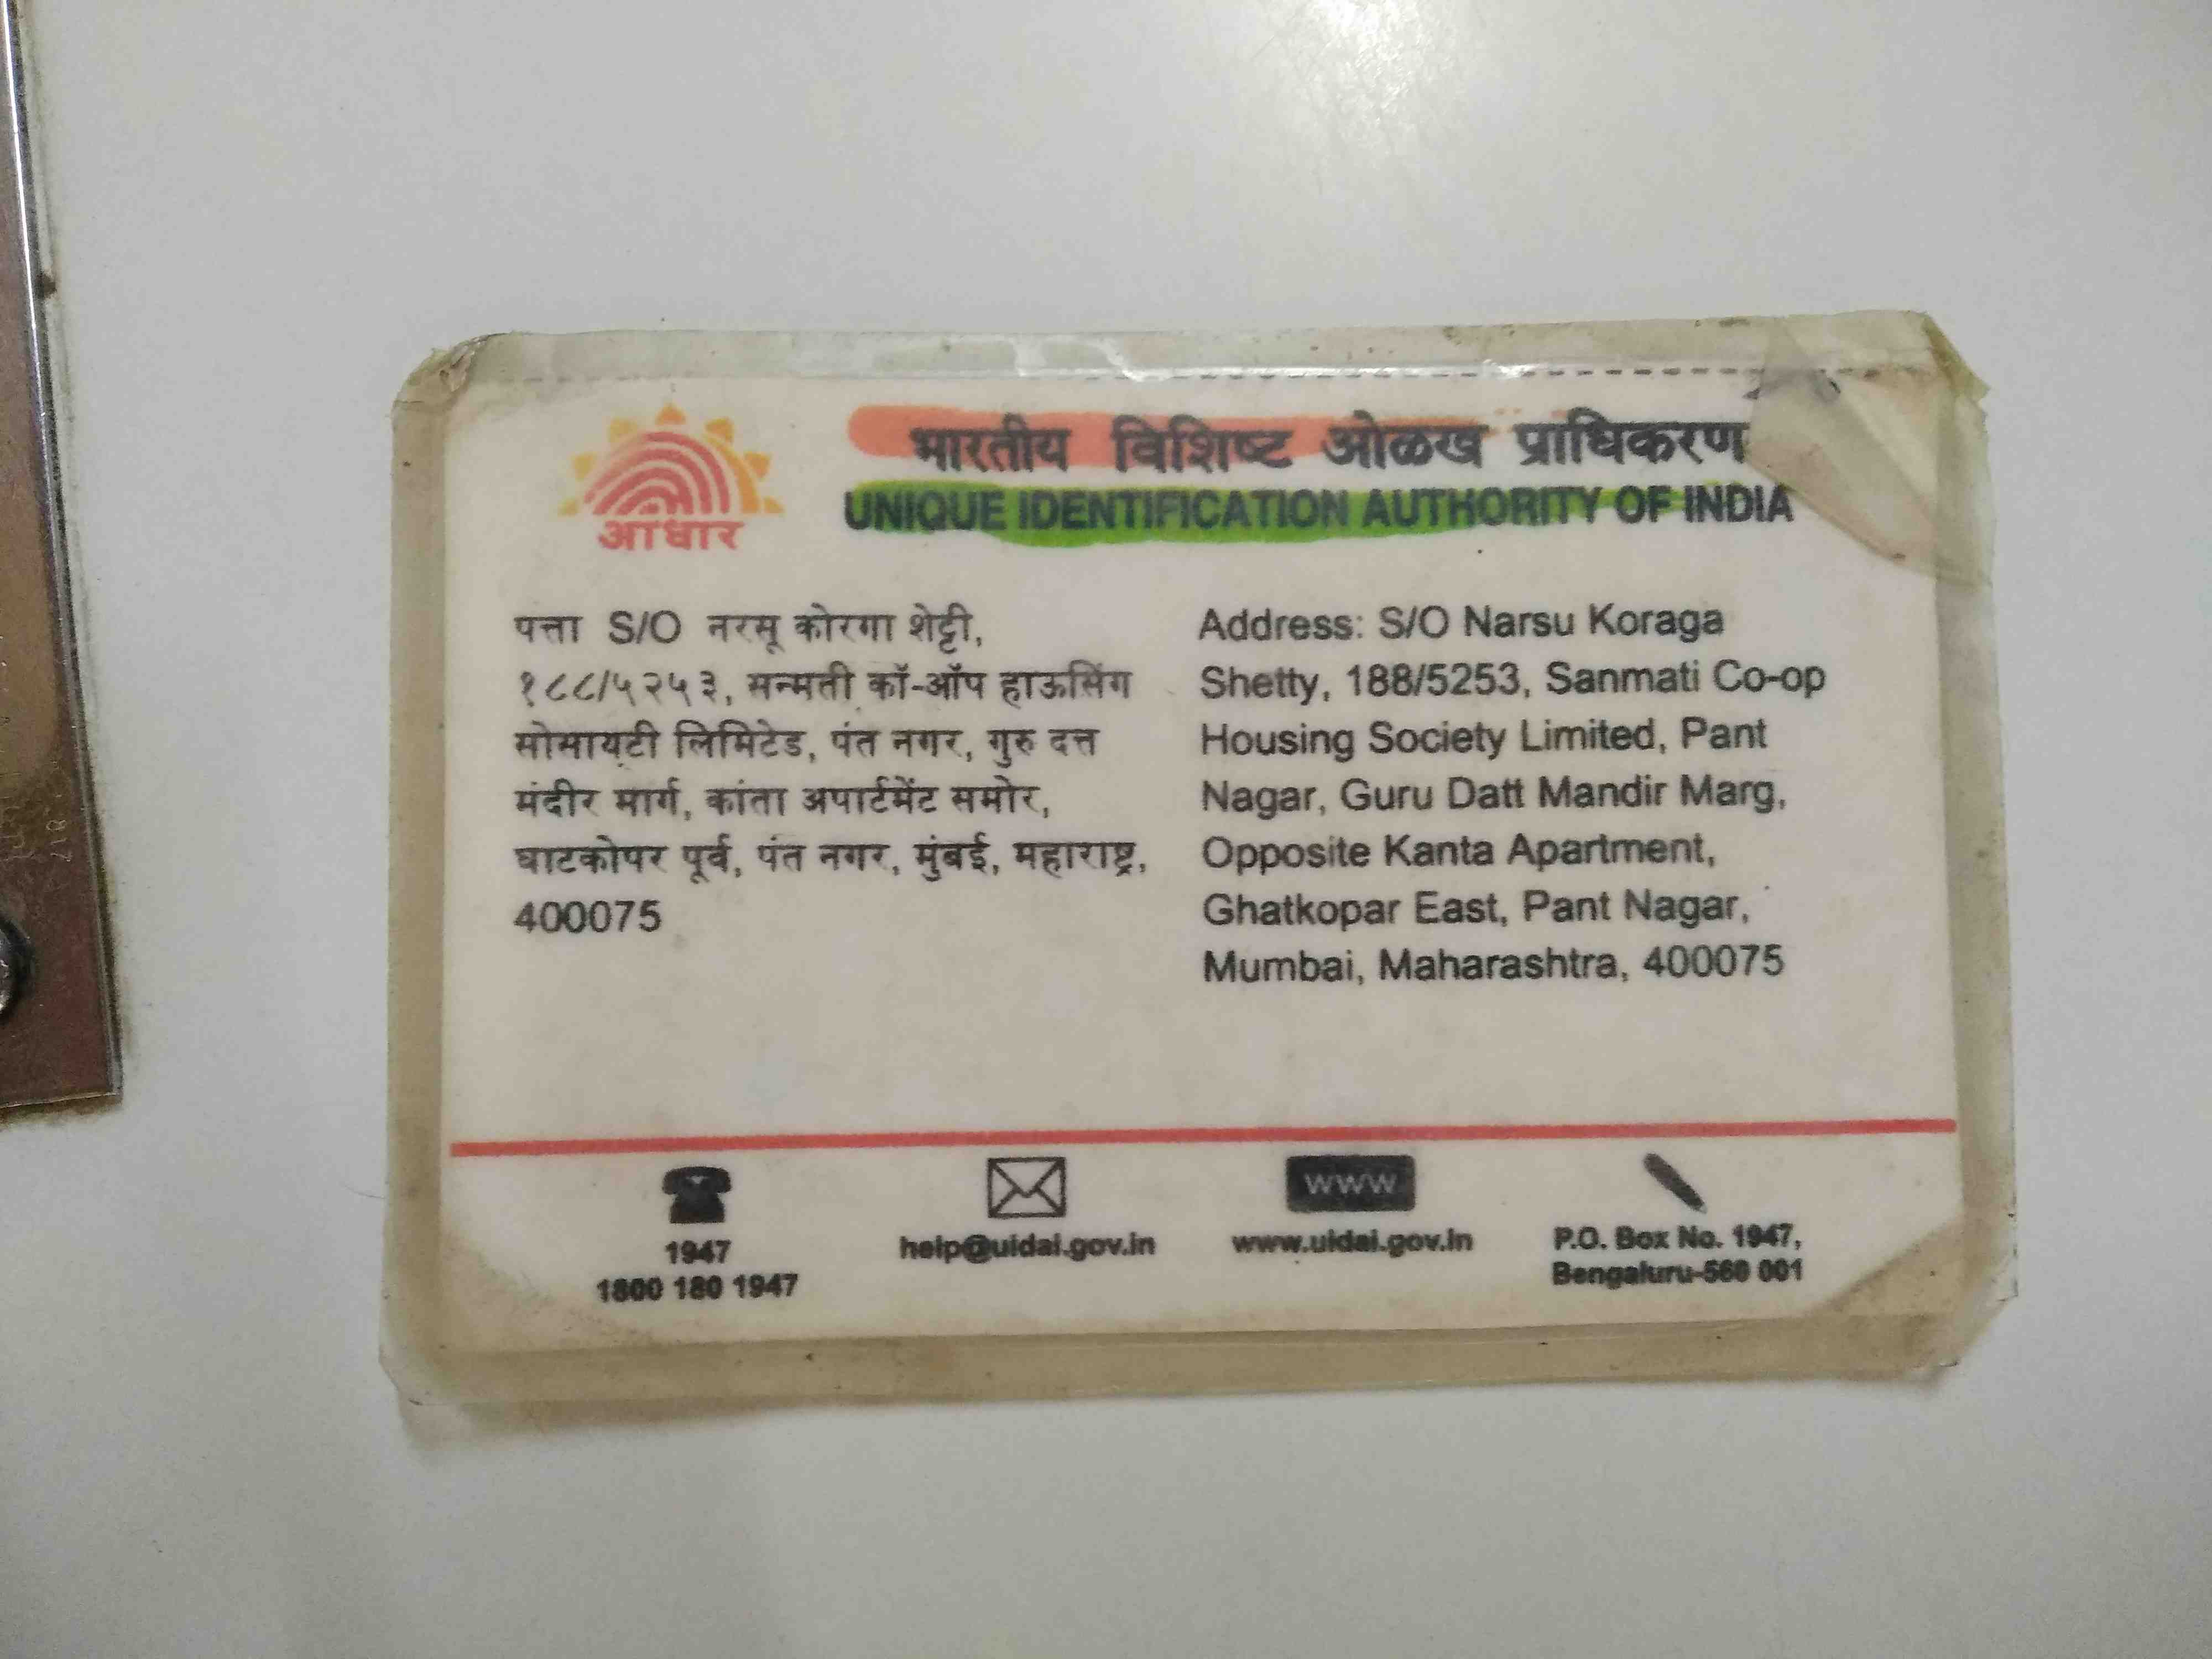 आधार
भारतीय विशिष्ट ओळख प्राधिकरण
UNIQUE IDENTIFICATION AUTHORITY OF INDIA
पत्ता S/O नरसू कोरगा शेट्टी,
१८८/५२५३, सन्मती कॉ-ऑप हाऊसिंग
सोसायटी लिमिटेड, पंत नगर, गुरु दत्त
मंदीर मार्ग, कांता अपार्टमेंट समोर,
घाटकोपर पूर्व, पंत नगर, मुंबई, महाराष्ट्र,
400075
Address: S/O Narsu Koraga
Shetty, 188/5253, Sanmati Co-op
Housing Society Limited, Pant
Nagar, Guru Datt Mandir Marg,
Opposite Kanta Apartment,
Ghatkopar East, Pant Nagar,
Mumbai, Maharashtra, 400075
1947
1800 180 1947
help@uidai.gov.in
WWW
www.uidai.gov.in
P.O. Box No. 1947,
Bengaluru-560 001